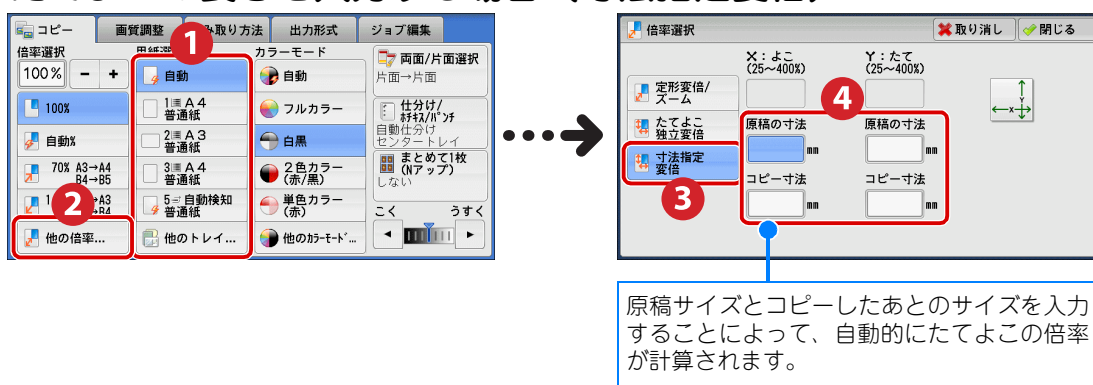 コピー
画質調整
み取り方法
出力形式
ジョブ編集
倍率選択
100%
－
+
100%
自動%
70% A3→A4
B4→B5
A3
B4
他の倍率...
1
自動
1 A4
普通紙
2 A3
普通紙
3 A4
普通紙
5 自動検知
普通紙
他のトレイ...
2
カラーモード
自動
フルカラー
白黒
2色カラー
(赤/黒)
単色カラー
(赤)
他のｶﾗｰﾓｰﾄﾞ...
両面/片面選択
片面→片面
仕分け/
ﾎﾁｷｽ/ﾊﾟﾝﾁ
自動仕分け
センタートレイ
まとめて1枚
(Nアップ)
しない
こく うすく
倍率選択
取り消し
閉じる
X：よこ
(25～400%)
Y：たて
(25～400%)
定形変倍/
ズーム
たてよこ
独立変倍
寸法指定
変倍
3
4
原稿の寸法 原稿の寸法
mm mm
コピー寸法 コピー寸法
mm mm
X
Y
原稿サイズとコピーしたあとのサイズを入力
することによって、自動的にたてよこの倍率
が計算されます。